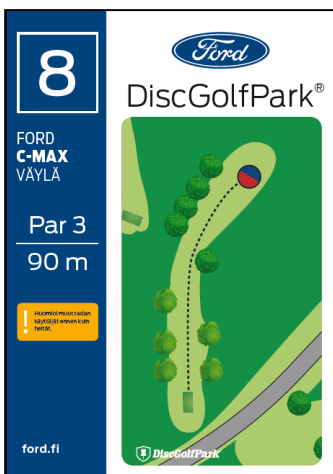 8
Ford
DiscGolfPark®
FORD
C-MAX
VÄYLÄ
Par 3
90 m
!
Huomioi muut radan
käyttäjät ennen kuin
heität.
ford.fi
DiscGolfPark